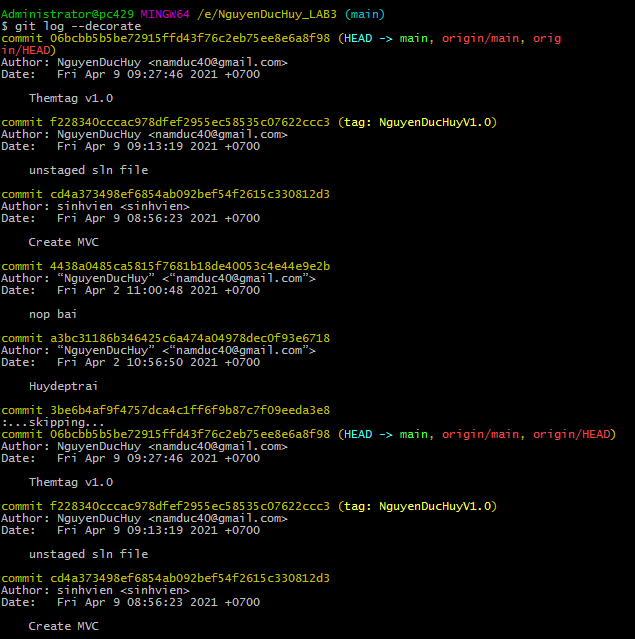 Administrator@pc429 MINGW64 /e/NguyenDucHuy_LAB3 (main)
$ git log --decorate
commit 06bcbb5b5be72915ffd43f76c2eb75ee8e6a8f98 (HEAD -> main, origin/main, orig
in/HEAD)
Author: NguyenDucHuy <namduc40@gmail.com>
Date:   Fri Apr 9 09:27:46 2021 +0700
    Themtag v1.0
commit f228340cccac978dfef2955ec58535c07622ccc3 (tag: NguyenDucHuyV1.0)
Author: NguyenDucHuy <namduc40@gmail.com>
Date:   Fri Apr 9 09:13:19 2021 +0700
    unstaged sln file
commit cd4a373498ef6854ab092bef54f2615c330812d3
Author: sinhvien <sinhvien>
Date:   Fri Apr 9 08:56:23 2021 +0700
    Create MVC
commit 4438a0485ca5815f7681b18de40053c4e44e9e2b
Author: “NguyenDucHuy” <“namduc40@gmail.com”>
Date:   Fri Apr 2 11:00:48 2021 +0700
    nop bai
commit a3bc31186b346425c6a474a04978dec0f93e6718
Author: “NguyenDucHuy” <“namduc40@gmail.com”>
Date:   Fri Apr 2 10:56:50 2021 +0700
    Huydeptrai
commit 3be6b4af9f4757dca4c1ff6f9b87c7f09eeda3e8
:...skipping...
commit 06bcbb5b5be72915ffd43f76c2eb75ee8e6a8f98 (HEAD -> main, origin/main, origin/HEAD)
Author: NguyenDucHuy <namduc40@gmail.com>
Date:   Fri Apr 9 09:27:46 2021 +0700
    Themtag v1.0
commit f228340cccac978dfef2955ec58535c07622ccc3 (tag: NguyenDucHuyV1.0)
Author: NguyenDucHuy <namduc40@gmail.com>
Date:   Fri Apr 9 09:13:19 2021 +0700
    unstaged sln file
commit cd4a373498ef6854ab092bef54f2615c330812d3
Author: sinhvien <sinhvien>
Date:   Fri Apr 9 08:56:23 2021 +0700
    Create MVC